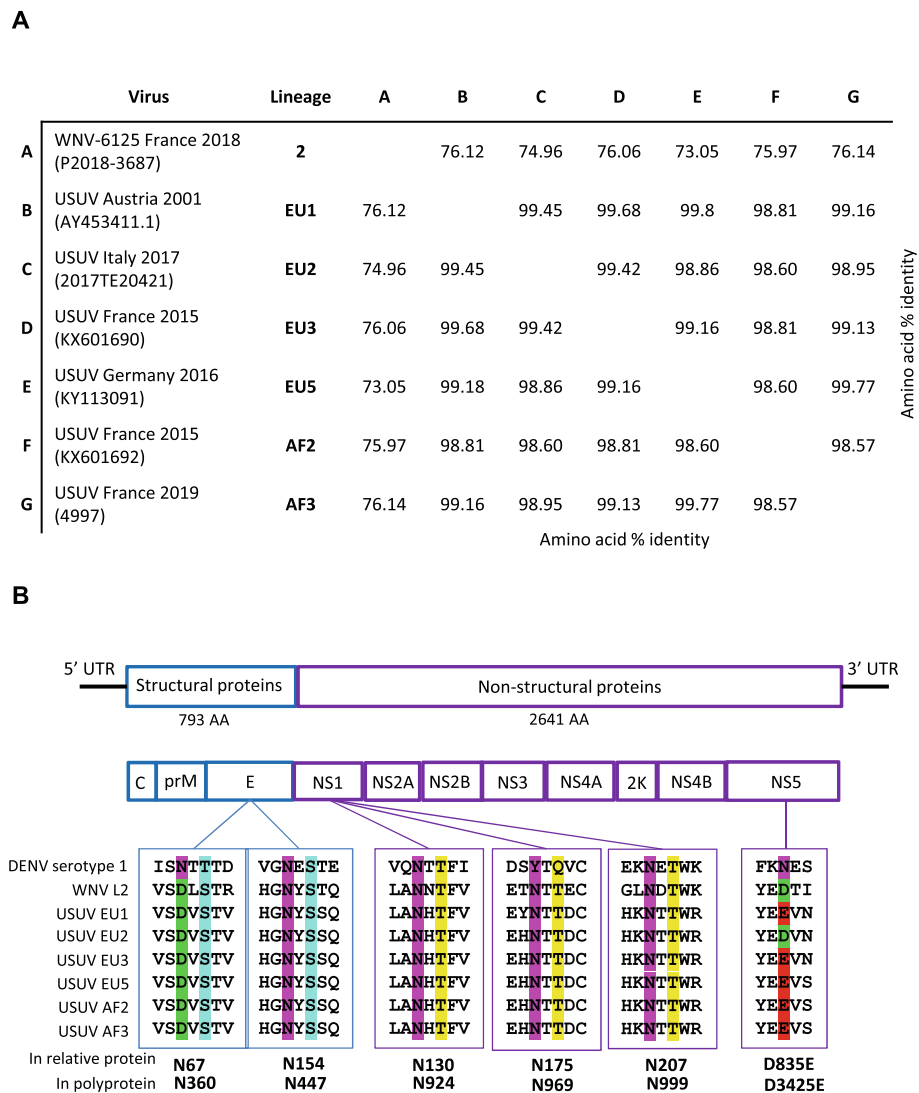 A
Virus Lineage A B C D E F G
A WNV-6125 France 2018 (P2018-3687) 2 76.12 74.96 76.06 73.05 75.97 76.14
B USUV Austria 2001 (AY453411.1) EU1 76.12 99.45 99.68 99.8 98.81 99.16
C USUV Italy 2017 (2017TE20421) EU2 74.96 99.45 99.42 98.86 98.60 98.95
D USUV France 2015 (KX601690) EU3 76.06 99.68 99.42 99.16 98.81 99.13
E USUV Germany 2016 (KY113091) EU5 73.05 99.18 98.86 99.16 98.60 99.77
F USUV France 2015 (KX601692) AF2 75.97 98.81 98.60 98.81 98.60 98.57
G USUV France 2019 (4997) AF3 76.14 99.16 98.95 99.13 99.77 98.57
Amino acid % identity
Amino acid % identity
B
5' UTR Structural proteins Non-structural proteins 3' UTR
793 AA 2641 AA
C prM E NS1 NS2A NS2B NS3 NS4A 2K NS4B NS5
DENV serotype 1 ISNTTTD VGNESTE VQNTTFI DSYTQVC EKNETWK FKNES
WNV L2 VSDLSTR HGNYSTQ LANNTFV ETNTTEC GLNDTWK YEDTI
USUV EU1 VSDVSTV HGNYSSQ LANHTFV EYNTTDC HKNTTWR YEEVN
USUV EU2 VSDVSTV HGNYSSQ LANHTFV EHNTTDC HKNTTWR YEDVN
USUV EU3 VSDVSTV HGNYSSQ LANHTFV EHNTTDC HKNTTWR YEEVN
USUV EU5 VSDVSTV HGNYSSQ LANHTFV EHNTTDC HKNTTWR YEEVS
USUV AF2 VSDVSTV HGNYSSQ LANHTFV EHNTTDC HKNTTWR YEEVS
USUV AF3 VSDVSTV HGNYSSQ LANHTFV EHNTTDC HKNTTWR YEEVS
In relative protein N67 N154 N130 N175 N207 D835E
In polyprotein N360 N447 N924 N969 N999 D3425E